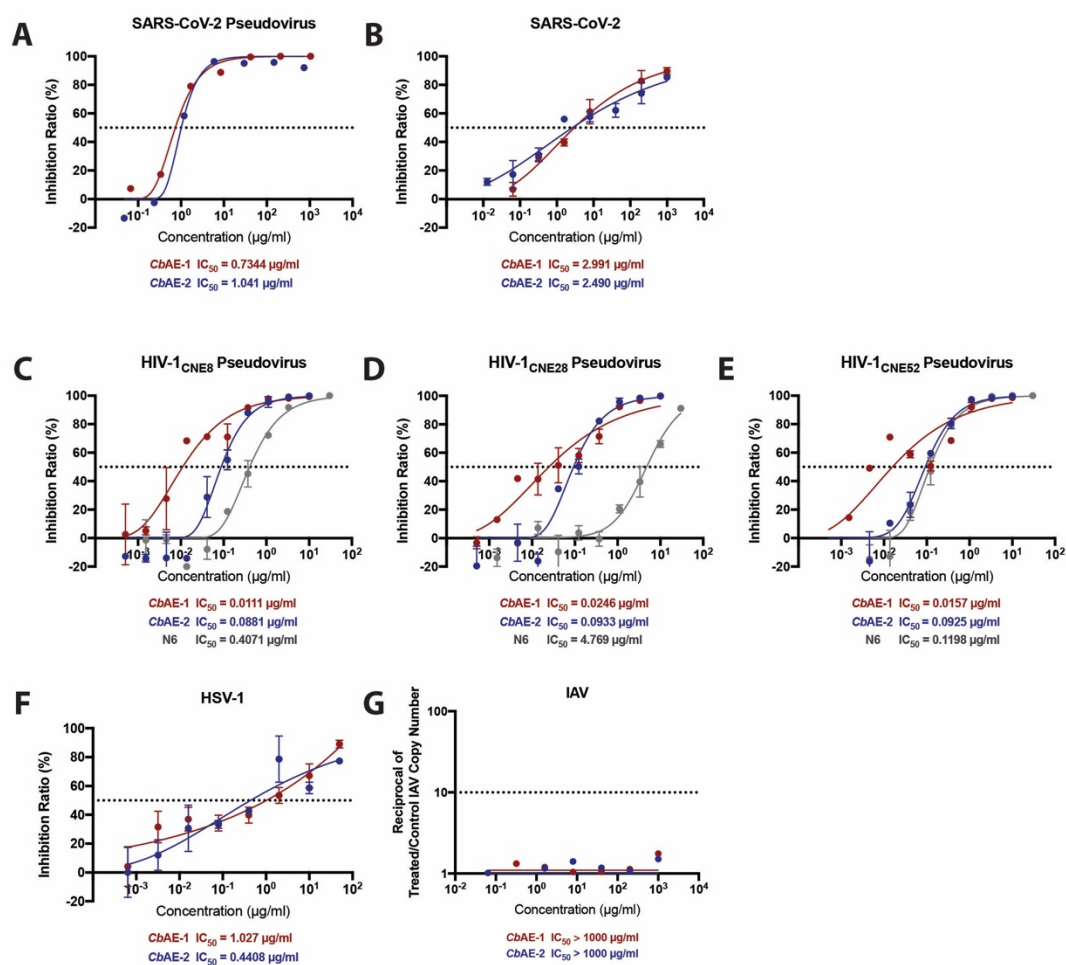 A
SARS-CoV-2 Pseudovirus
Inhibition Ratio (%)
100
80
60
40
20
0
-20
10⁻¹ 10⁰ 10¹ 10² 10³ 10⁴
Concentration (µg/ml)
CbAE-1 IC₅₀ = 0.7344 µg/ml
CbAE-2 IC₅₀ = 1.041 µg/ml
B
SARS-CoV-2
Inhibition Ratio (%)
100
80
60
40
20
0
-20
10⁻² 10⁻¹ 10⁰ 10¹ 10² 10³ 10⁴
Concentration (µg/ml)
CbAE-1 IC₅₀ = 2.991 µg/ml
CbAE-2 IC₅₀ = 2.490 µg/ml
C
HIV-1CNE8 Pseudovirus
Inhibition Ratio (%)
100
80
60
40
20
0
-20
10⁻³ 10⁻² 10⁻¹ 10⁰ 10¹ 10²
Concentration (µg/ml)
CbAE-1 IC₅₀ = 0.0111 µg/ml
CbAE-2 IC₅₀ = 0.0881 µg/ml
N6 IC₅₀ = 0.4071 µg/ml
D
HIV-1CNE28 Pseudovirus
Inhibition Ratio (%)
100
80
60
40
20
0
-20
10⁻³ 10⁻² 10⁻¹ 10⁰ 10¹ 10²
Concentration (µg/ml)
CbAE-1 IC₅₀ = 0.0246 µg/ml
CbAE-2 IC₅₀ = 0.0933 µg/ml
N6 IC₅₀ = 4.769 µg/ml
E
HIV-1CNE52 Pseudovirus
Inhibition Ratio (%)
100
80
60
40
20
0
-20
10⁻³ 10⁻² 10⁻¹ 10⁰ 10¹ 10²
Concentration (µg/ml)
CbAE-1 IC₅₀ = 0.0157 µg/ml
CbAE-2 IC₅₀ = 0.0925 µg/ml
N6 IC₅₀ = 0.1198 µg/ml
F
HSV-1
Inhibition Ratio (%)
100
80
60
40
20
0
-20
10⁻³ 10⁻² 10⁻¹ 10⁰ 10¹ 10²
Concentration (µg/ml)
CbAE-1 IC₅₀ = 1.027 µg/ml
CbAE-2 IC₅₀ = 0.4408 µg/ml
G
IAV
Reciprocal of
Treated/Control IAV Copy Number
100
10
1
10⁻² 10⁻¹ 10⁰ 10¹ 10² 10³ 10⁴
Concentration (µg/ml)
CbAE-1 IC₅₀ > 1000 µg/ml
CbAE-2 IC₅₀ > 1000 µg/ml